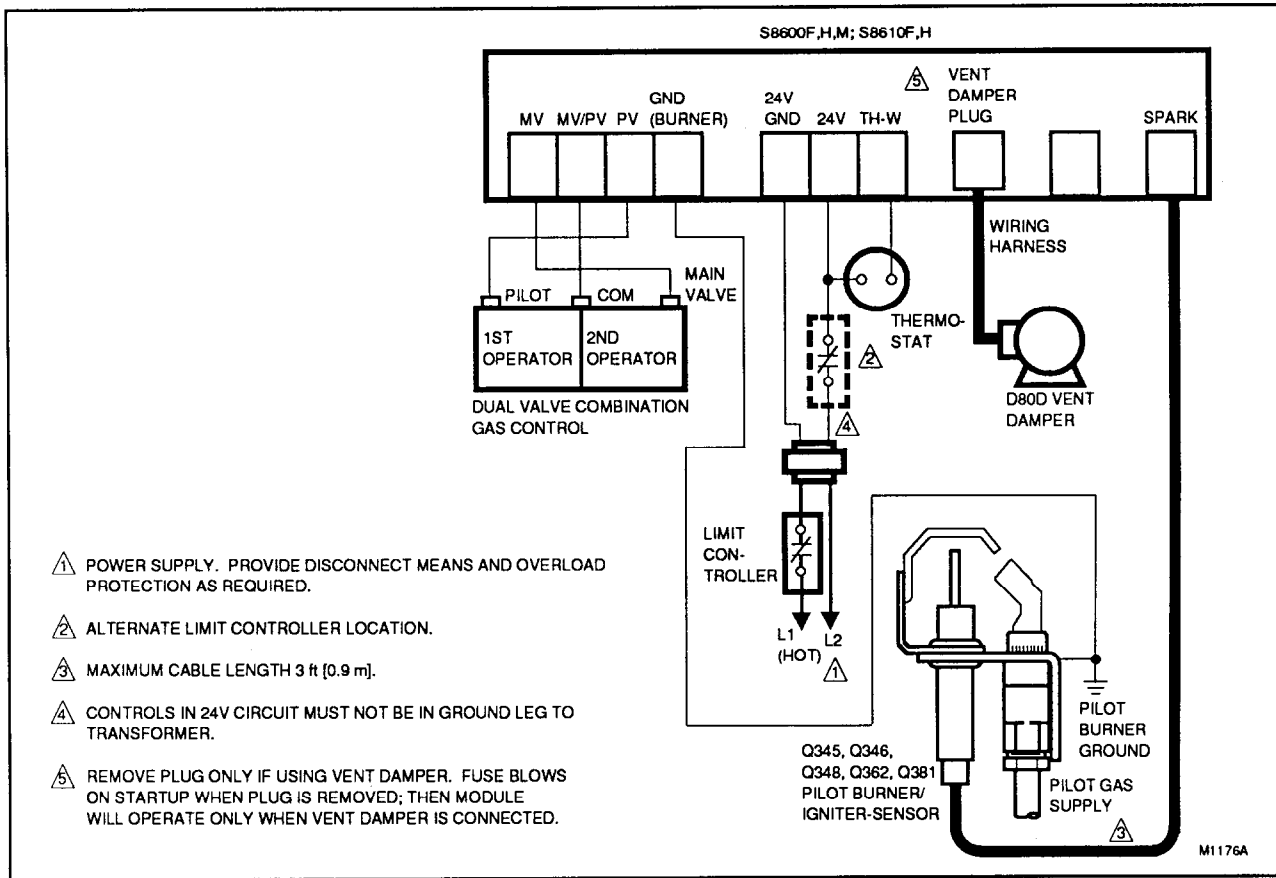 S8600F,H,M; S8610F,H
MV
MV/PV
PV
GND
(BURNER)
24V
GND
24V
TH-W
5
VENT
DAMPER
PLUG
SPARK
WIRING
HARNESS
PILOT
COM
MAIN
VALVE
1ST
OPERATOR
2ND
OPERATOR
DUAL VALVE COMBINATION
GAS CONTROL
THERMO-
STAT
2
4
D80D VENT
DAMPER
LIMIT
CON-
TROLLER
L1
(HOT)
L2
1
PILOT
BURNER
GROUND
Q345, Q346,
Q348, Q362, Q381
PILOT BURNER/
IGNITER-SENSOR
PILOT GAS
SUPPLY
3
1 POWER SUPPLY. PROVIDE DISCONNECT MEANS AND OVERLOAD
PROTECTION AS REQUIRED.
2 ALTERNATE LIMIT CONTROLLER LOCATION.
3 MAXIMUM CABLE LENGTH 3 ft [0.9 m].
4 CONTROLS IN 24V CIRCUIT MUST NOT BE IN GROUND LEG TO
TRANSFORMER.
5 REMOVE PLUG ONLY IF USING VENT DAMPER. FUSE BLOWS
ON STARTUP WHEN PLUG IS REMOVED; THEN MODULE
WILL OPERATE ONLY WHEN VENT DAMPER IS CONNECTED.
M1176A